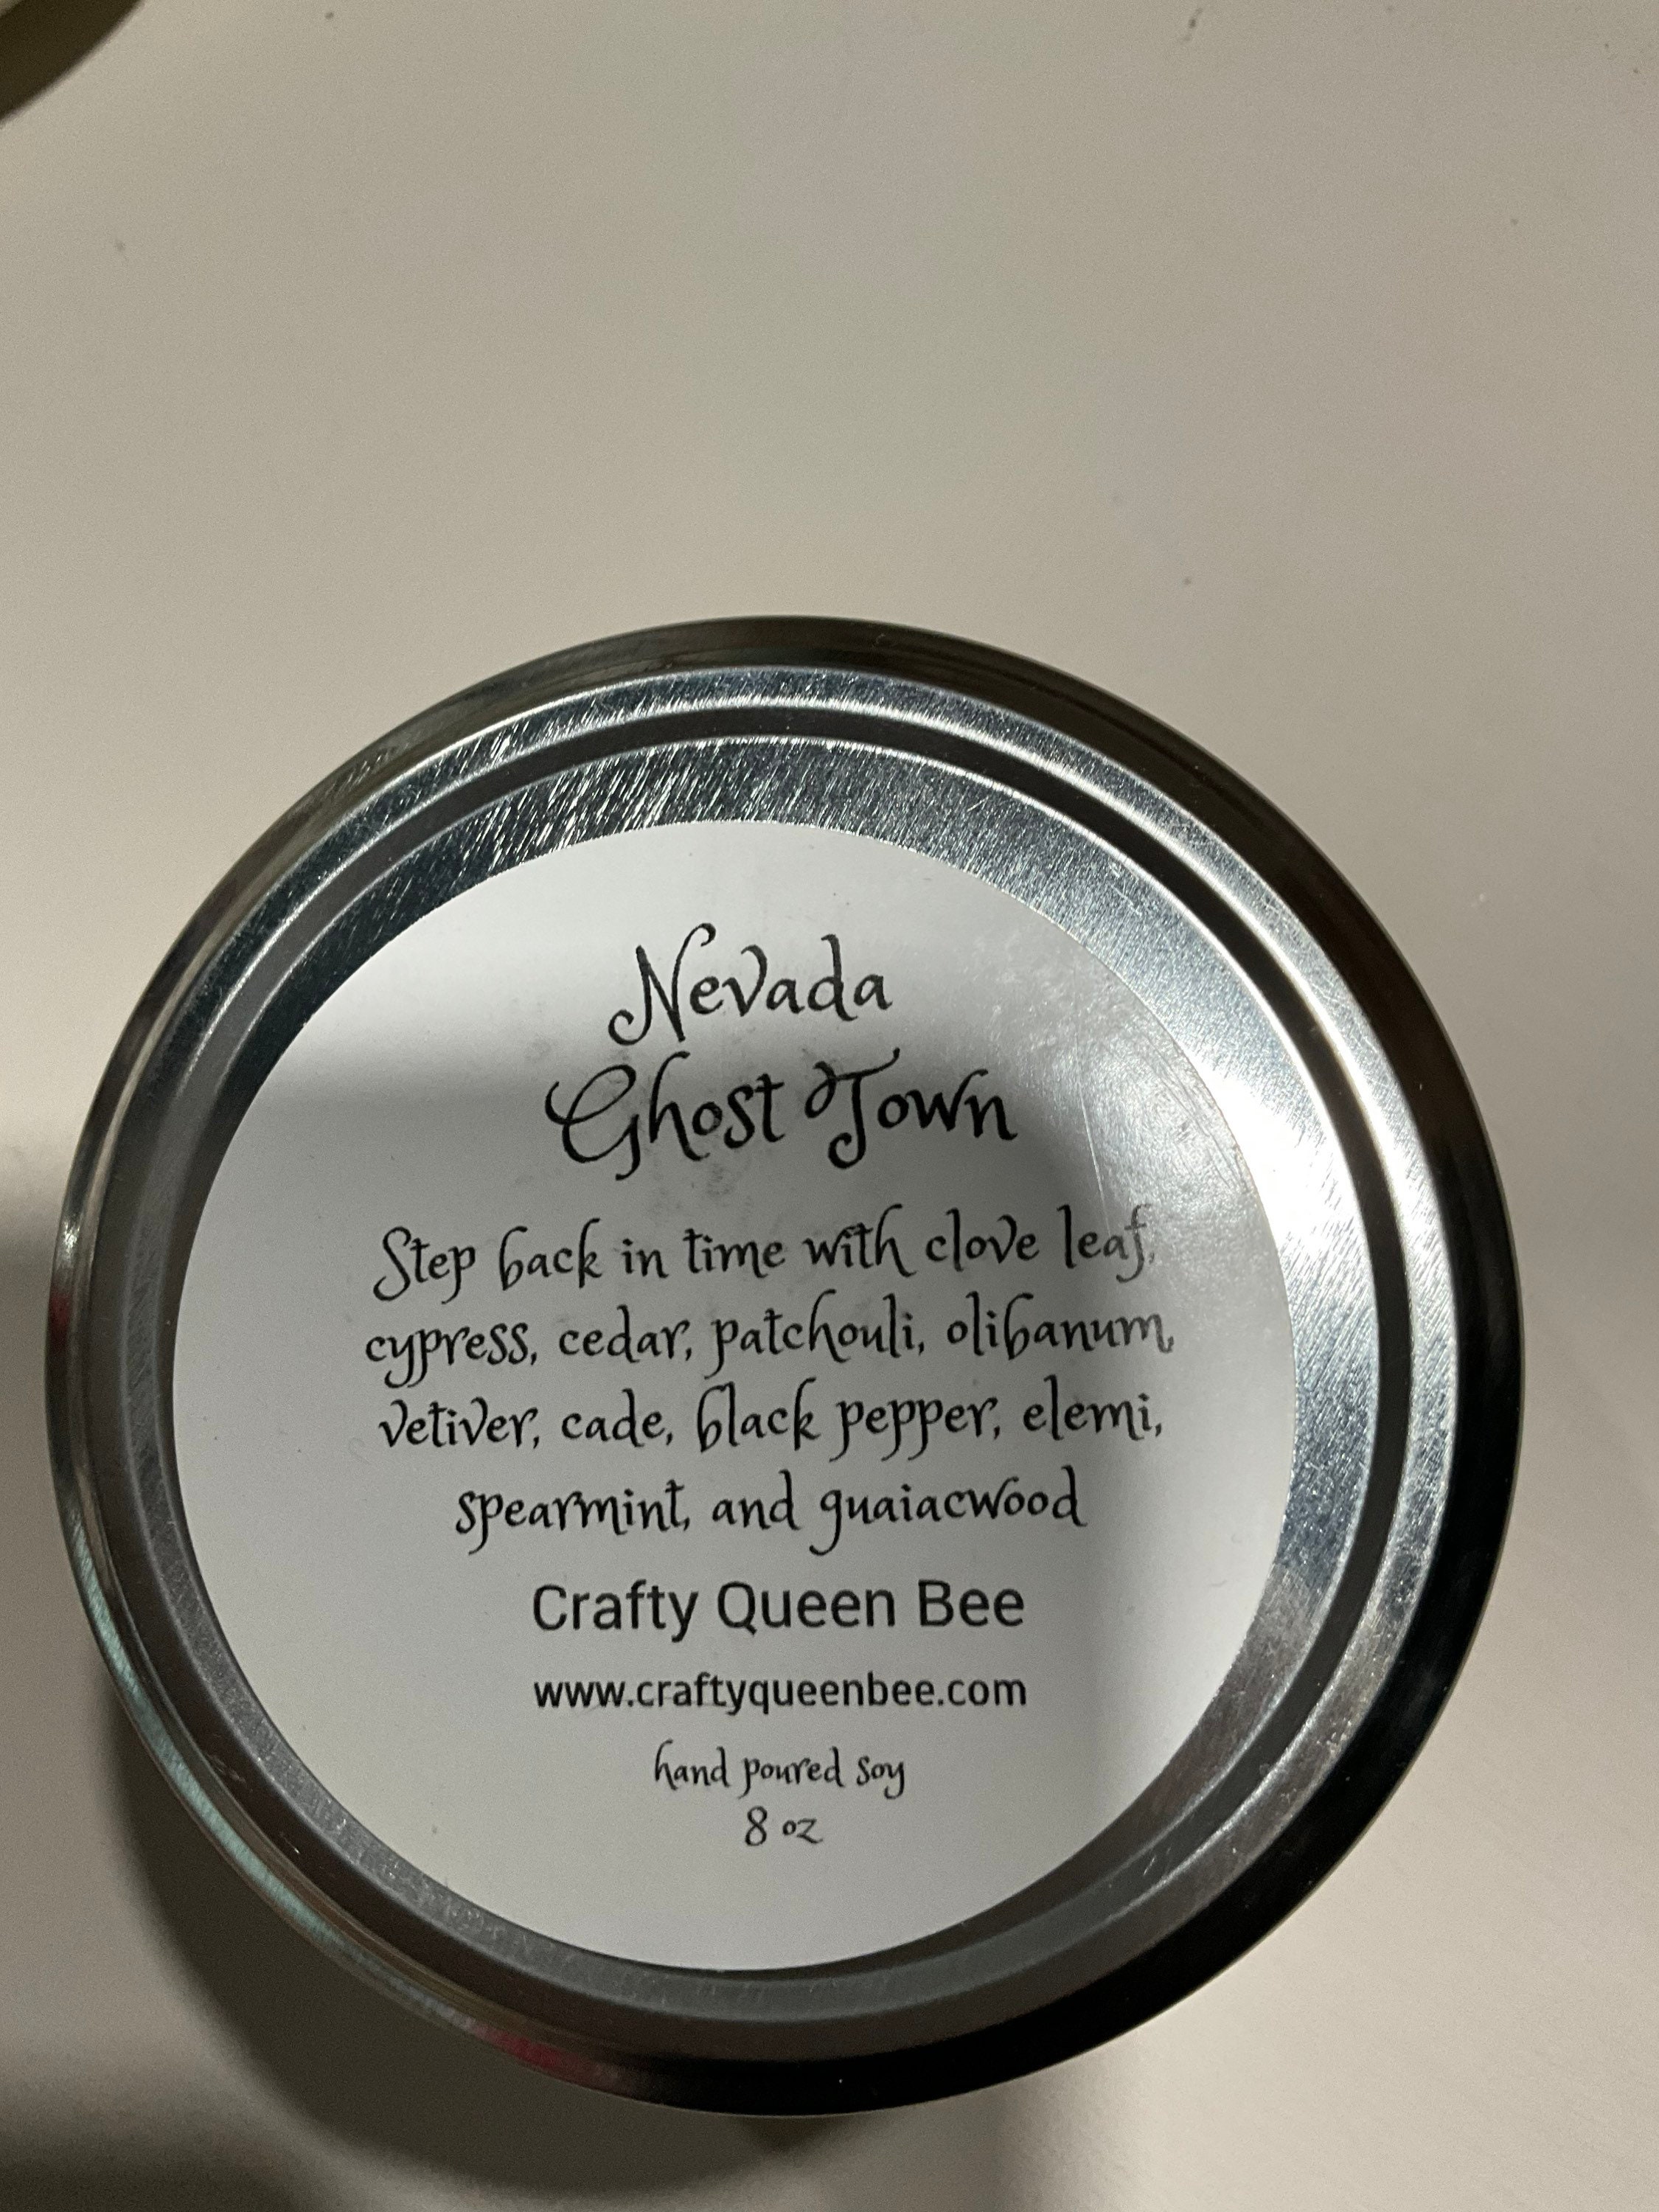 Nevada
Ghost Town
Step back in time with clove leaf,
cypress, cedar, patchouli, olibanum,
vetiver, cade, black pepper, elemi,
spearmint, and guaiacwood
Crafty Queen Bee
www.craftyqueenbee.com
hand poured soy
8 oz